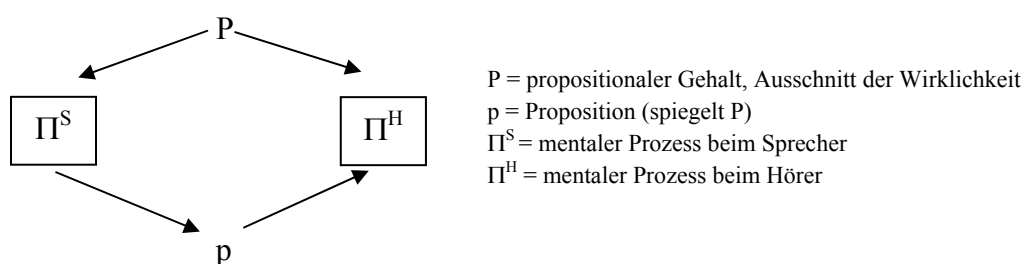 P
Π^S
Π^H
p
P = propositionaler Gehalt, Ausschnitt der Wirklichkeit
p = Proposition (spiegelt P)
Π^S = mentaler Prozess beim Sprecher
Π^H = mentaler Prozess beim Hörer